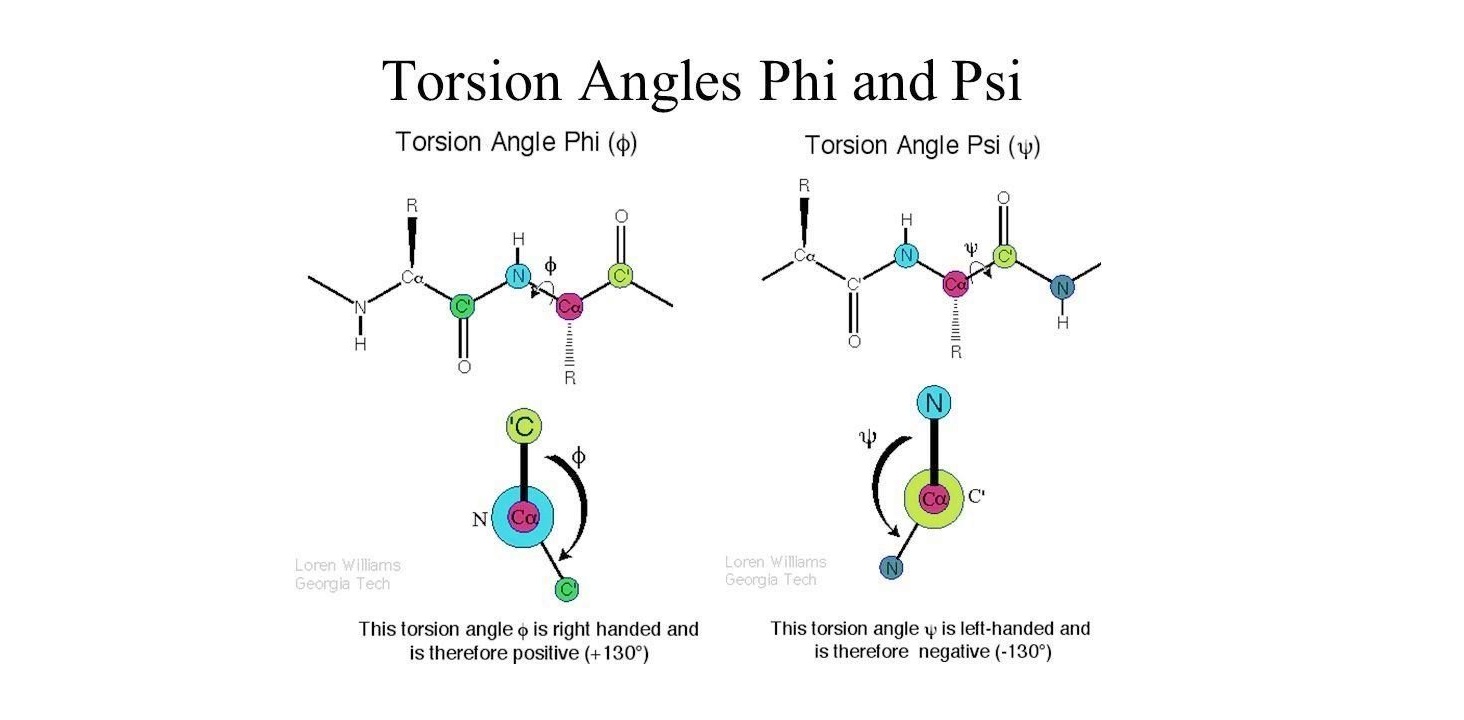 Torsion Angles Phi and Psi
Torsion Angle Phi (ϕ)
R
H
O
Cα
N
ϕ
C'
C'
Cα
N
H
O
R
'C
ϕ
N
Cα
C'
Loren Williams
Georgia Tech
This torsion angle ϕ is right handed and
is therefore positive (+130°)
Torsion Angle Psi (ψ)
R
H
O
Cα
N
ψ
C'
C'
Cα
N
O
R
H
N
ψ
Cα
C'
N
Loren Williams
Georgia Tech
This torsion angle ψ is left-handed and
is therefore negative (-130°)